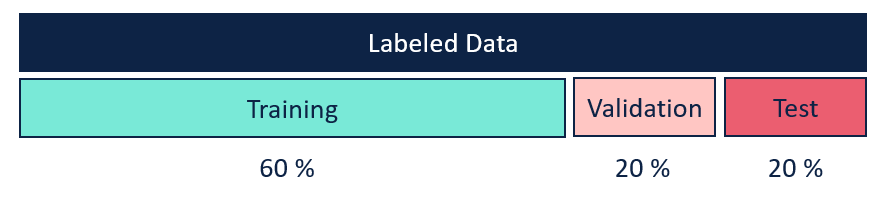 Labeled Data
Training Validation Test
60 % 20 % 20 %